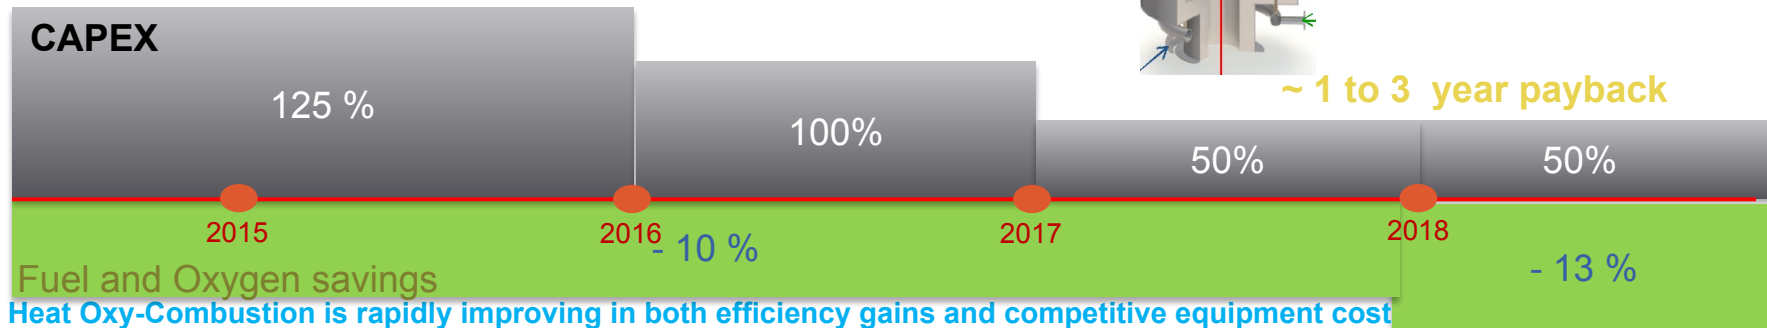 CAPEX
125 %
100%
~ 1 to 3 year payback
50%
50%
2015
2016
2017
2018
- 10 %
- 13 %
Fuel and Oxygen savings
Heat Oxy-Combustion is rapidly improving in both efficiency gains and competitive equipment cost